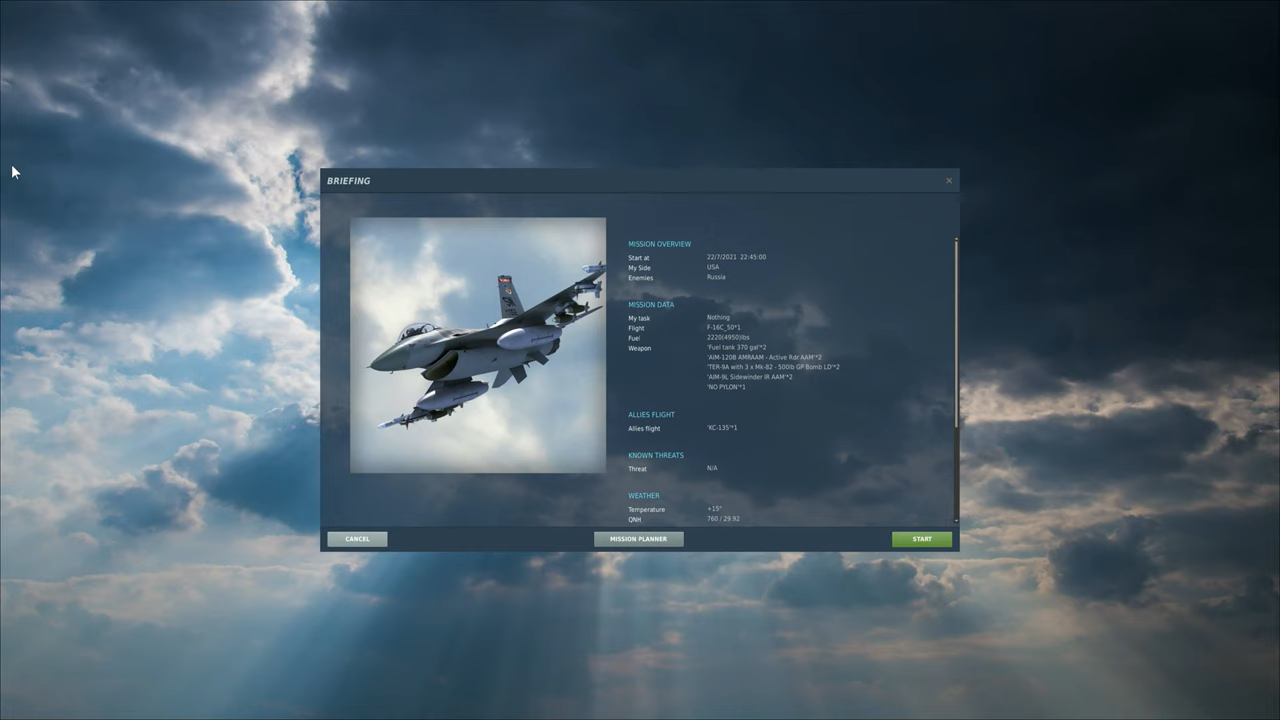 BRIEFING
×
MISSION OVERVIEW
Start at 22/7/2021 22:45:00
My Side USA
Enemies Russia
MISSION DATA
My task Nothing
Flight F-16C_50*1
Fuel 2220(4950)lbs
Weapon 'Fuel tank 370 gal'*2
'AIM-120B AMRAAM - Active Rdr AAM'*2
'TER-9A with 3 x Mk-82 - 500lb GP Bomb LD'*2
'AIM-9L Sidewinder IR AAM'*2
'NO PYLON'*1
ALLIES FLIGHT
Allies flight 'KC-135'*1
KNOWN THREATS
Threat N/A
WEATHER
Temperature +15°
QNH 760 / 29.92
CANCEL MISSION PLANNER START